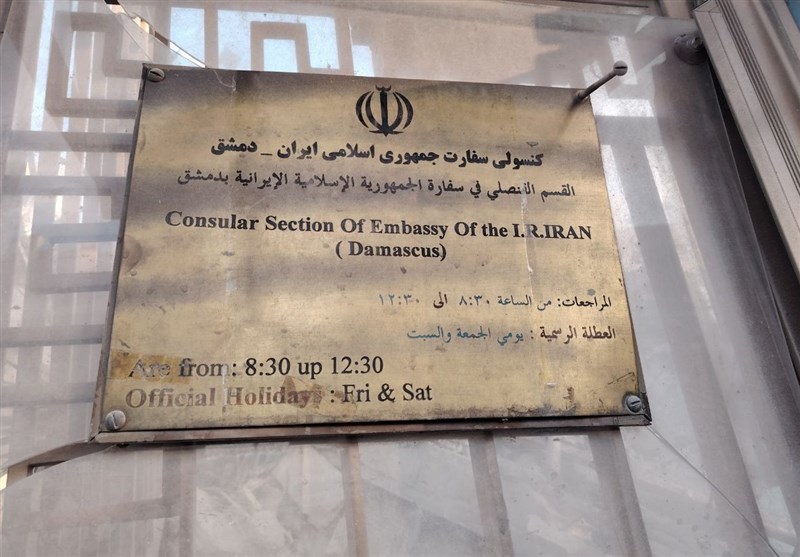 كنسولی سفارت جمهوری اسلامی ایران _ دمشق
القسم القنصلي في سفارة الجمهورية الإسلامية الإيرانية بدمشق
Consular Section Of Embassy Of the I.R.IRAN
( Damascus)
المراجعات: من الساعة ٨:٣٠ الى ١٢:٣٠
العطلة الرسمية : يومي الجمعة والسبت
Are from: 8:30 up 12:30
Official Holidays : Fri & Sat